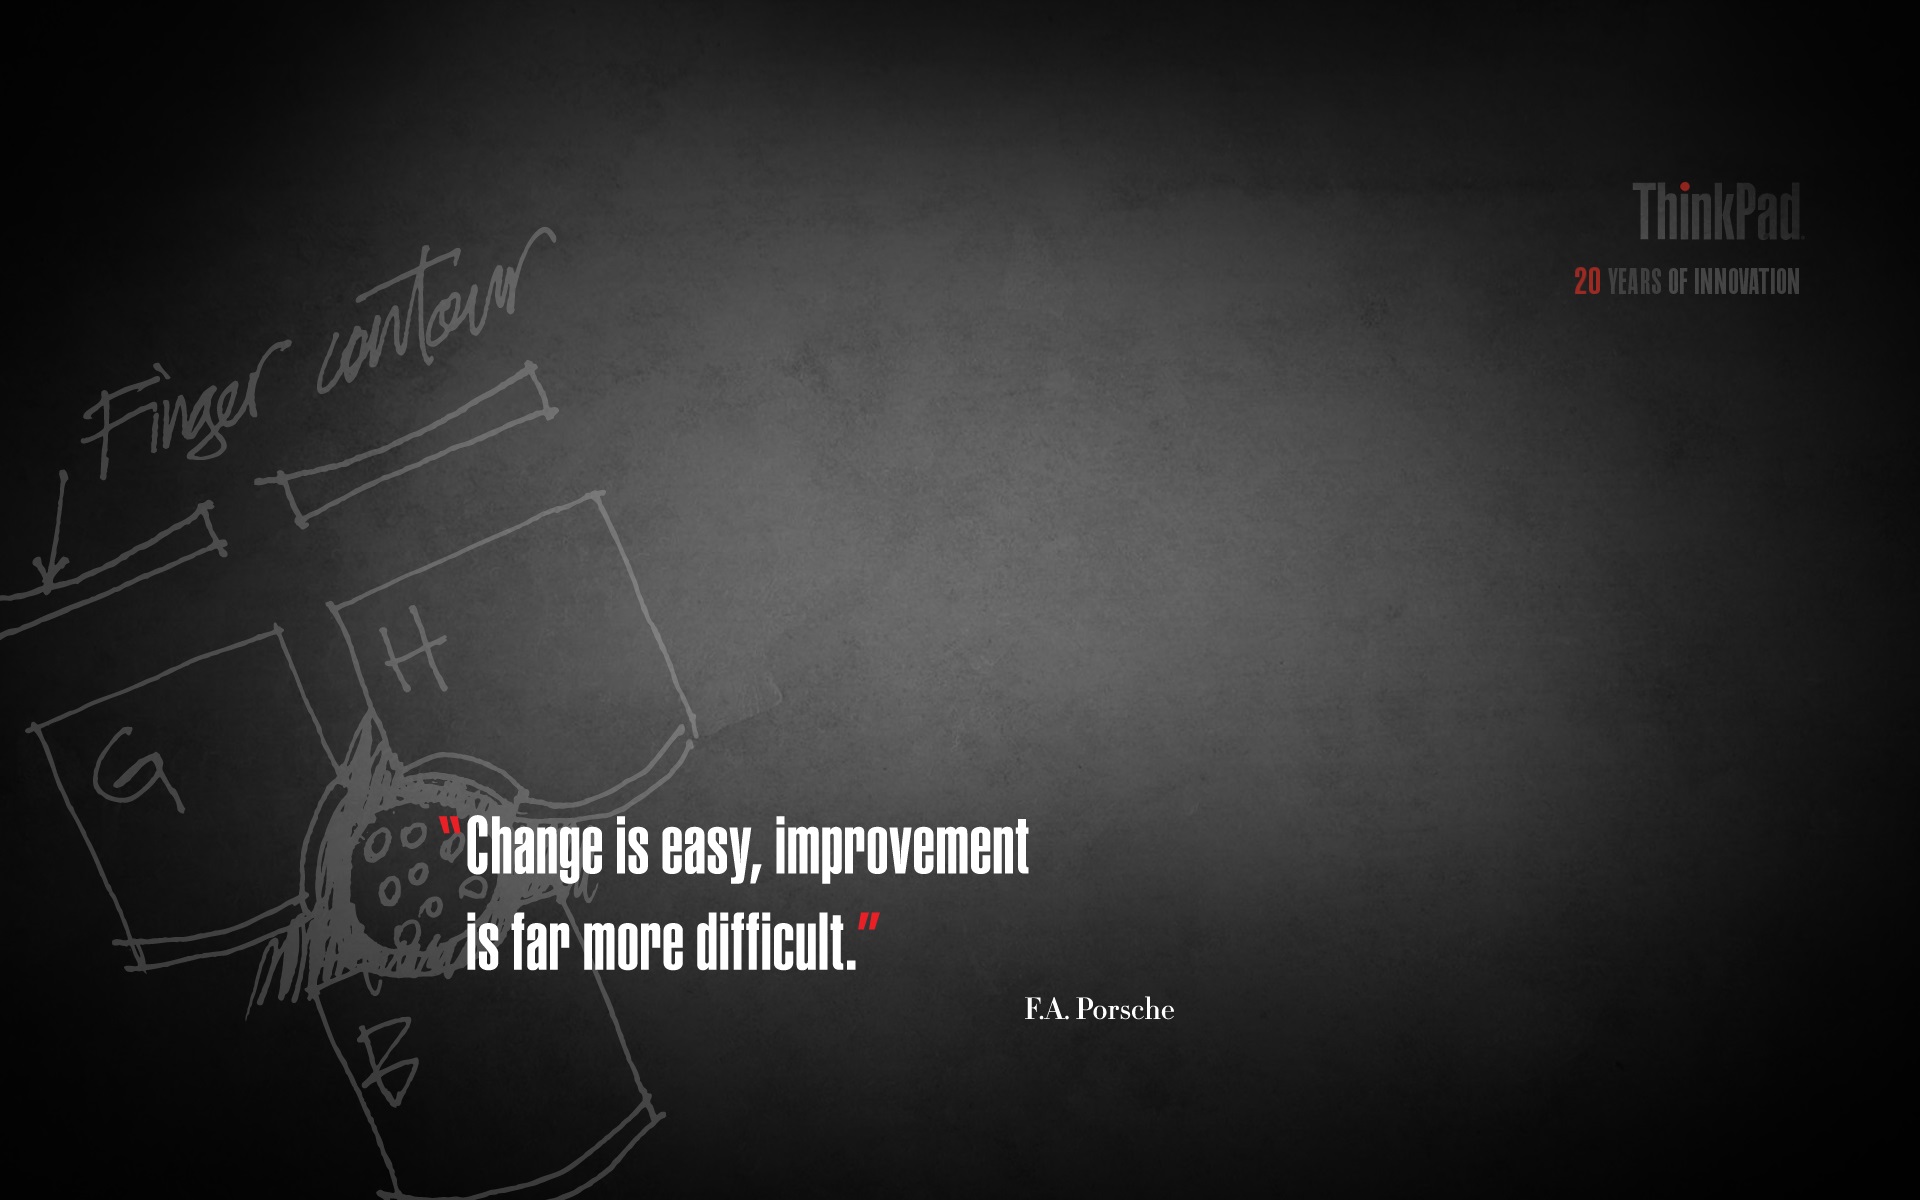 ThinkPad.
20 YEARS OF INNOVATION
Finger contour
H
G
B
“Change is easy, improvement
is far more difficult.”
F.A. Porsche